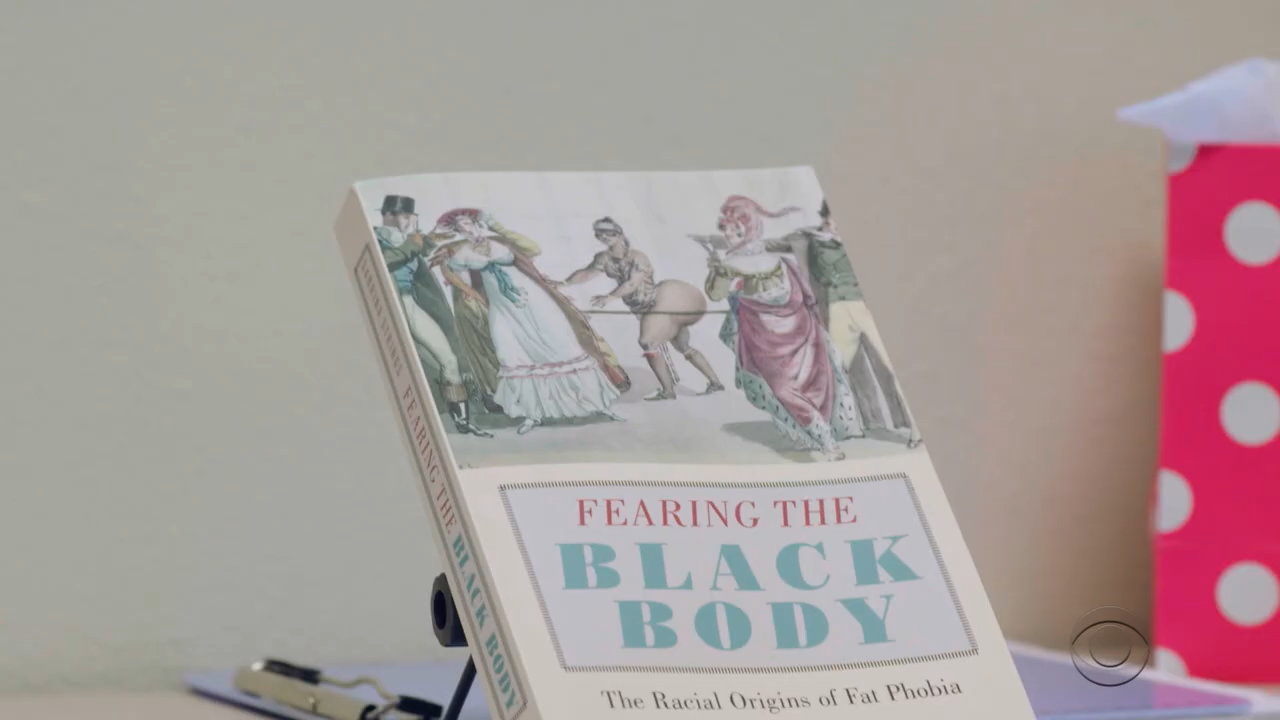 FEARING THE
BLACK
BODY
The Racial Origins of Fat Phobia
FEARING THE BLACK BODY